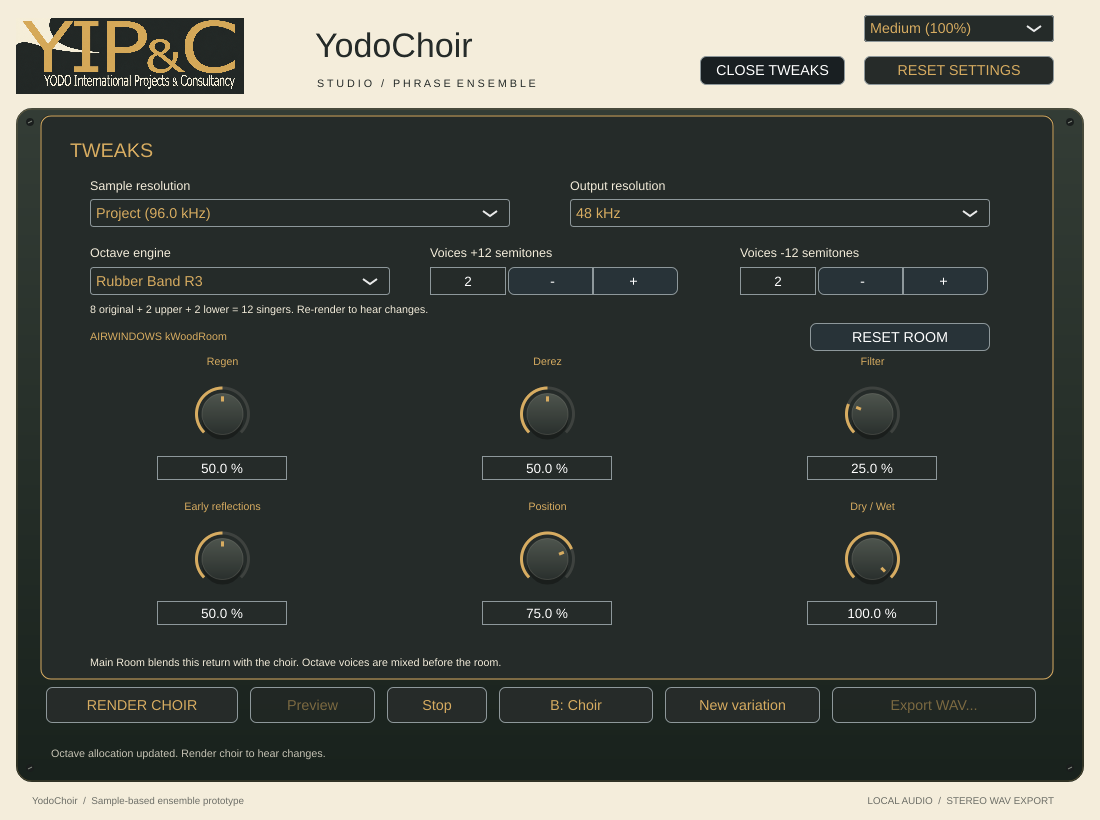 YIP&C
YODO International Projects & Consultancy
YodoChoir
STUDIO / PHRASE ENSEMBLE
Medium (100%)
CLOSE TWEAKS
RESET SETTINGS
TWEAKS
Sample resolution
Output resolution
Project (96.0 kHz)
48 kHz
Octave engine
Voices +12 semitones
Voices -12 semitones
Rubber Band R3
2 - +
2 - +
8 original + 2 upper + 2 lower = 12 singers. Re-render to hear changes.
AIRWINDOWS kWoodRoom
RESET ROOM
Regen
Derez
Filter
50.0 %
50.0 %
25.0 %
Early reflections
Position
Dry / Wet
50.0 %
75.0 %
100.0 %
Main Room blends this return with the choir. Octave voices are mixed before the room.
RENDER CHOIR
Preview
Stop
B: Choir
New variation
Export WAV...
Octave allocation updated. Render choir to hear changes.
YodoChoir / Sample-based ensemble prototype
LOCAL AUDIO / STEREO WAV EXPORT